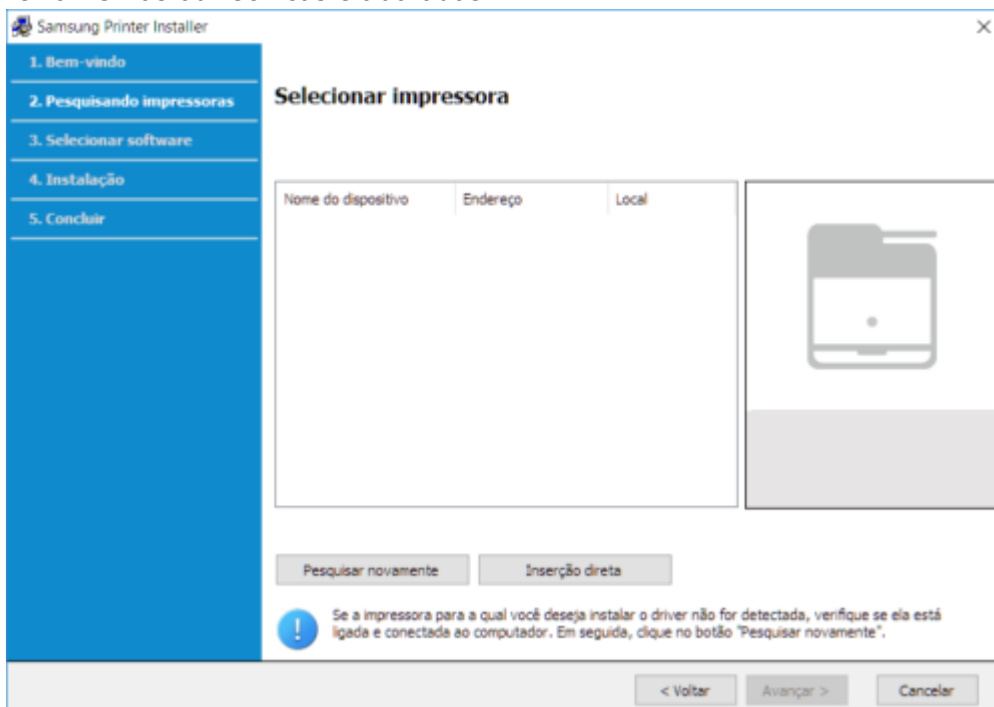 Samsung Printer Installer
1. Bem-vindo
2. Pesquisando impressoras
3. Selecionar software
4. Instalação
5. Concluir
Selecionar impressora
Nome do dispositivo Endereço Local
Pesquisar novamente Inserção direta
Se a impressora para a qual você deseja instalar o driver não for detectada, verifique se ela está
ligada e conectada ao computador. Em seguida, clique no botão "Pesquisar novamente".
< Voltar Avançar > Cancelar